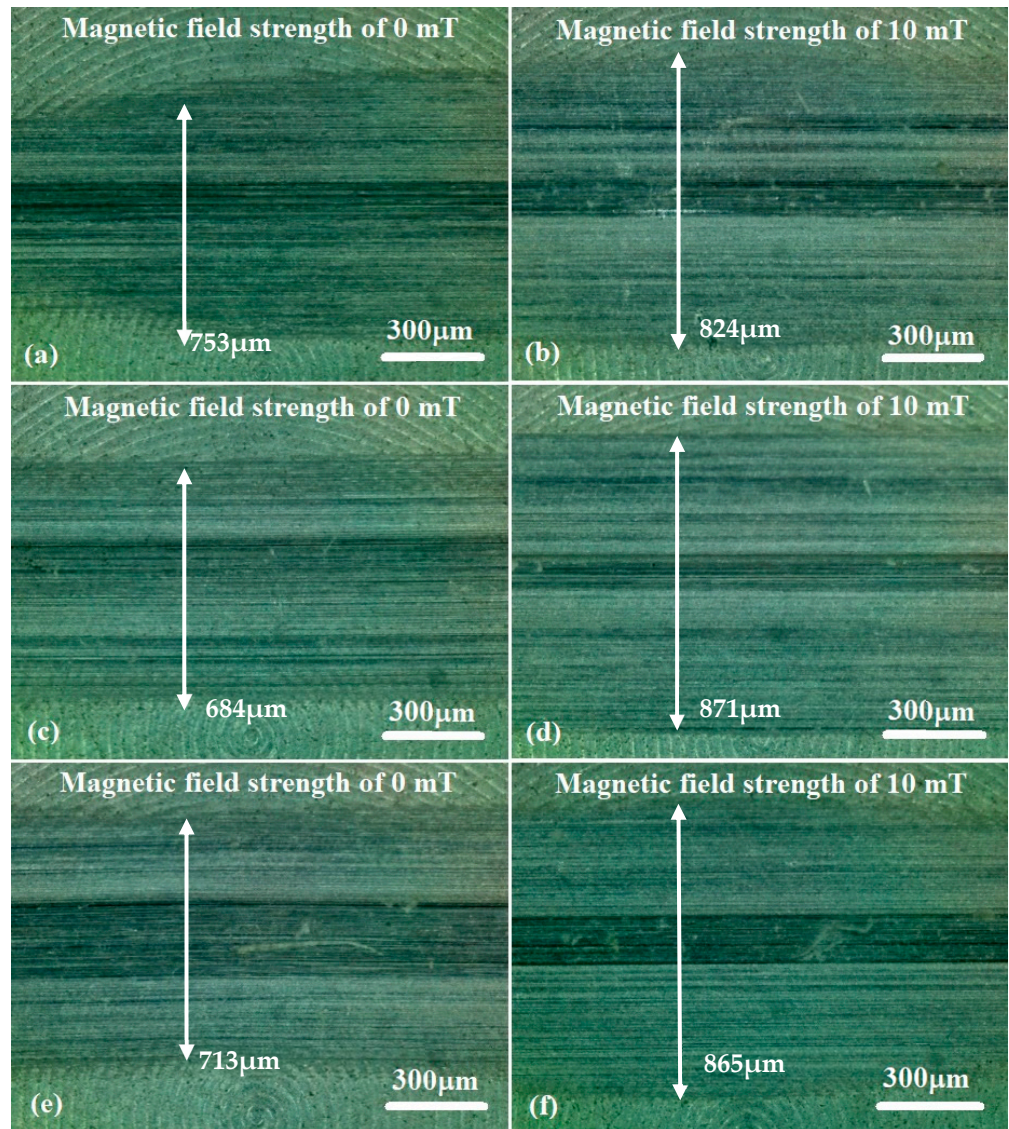 Magnetic field strength of 0 mT
753μm
300μm
(a)
Magnetic field strength of 10 mT
824μm
300μm
(b)
Magnetic field strength of 0 mT
684μm
300μm
(c)
Magnetic field strength of 10 mT
871μm
300μm
(d)
Magnetic field strength of 0 mT
713μm
300μm
(e)
Magnetic field strength of 10 mT
865μm
300μm
(f)